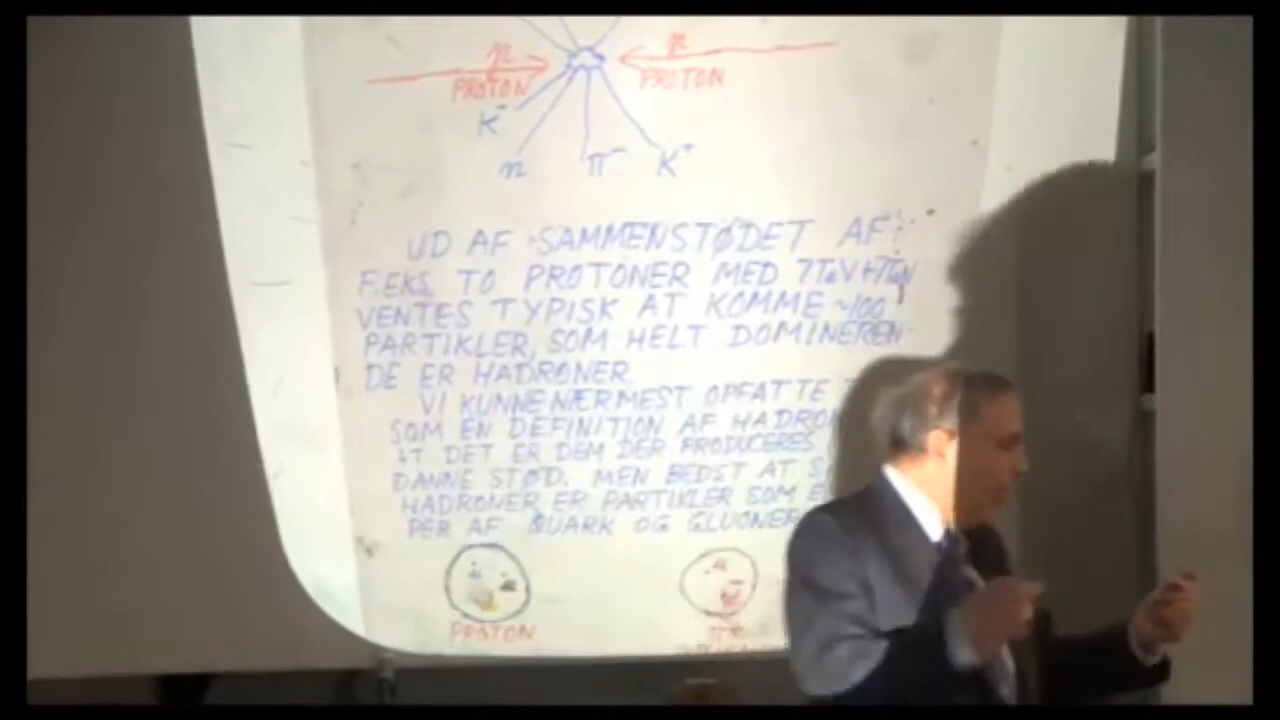 n n
PROTON PROTON
K⁻
n π⁻ K⁺
UD AF SAMMENSTØDET AF
F.EKS. TO PROTONER MED 7TeV+7TeV
VENTES TYPISK AT KOMME ~100
PARTIKLER, SOM HELT DOMINEREN-
DE ER HADRONER.
VI KUNNE NÆRMEST OPFATTE
SOM EN DEFINITION AF
AT DET ER DEM DER PRODUCERES
DANNE STØD. MEN BEDST AT
HADRONER ER PARTIKLER SOM
PER AF QUARK OG GLUONER
PROTON